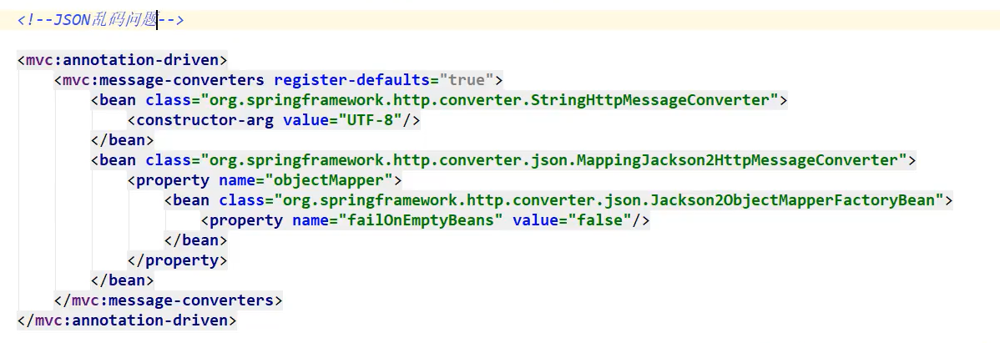 <!--JSON乱码问题-->
<mvc:annotation-driven>
<mvc:message-converters register-defaults="true">
<bean class="org.springframework.http.converter.StringHttpMessageConverter">
<constructor-arg value="UTF-8"/>
</bean>
<bean class="org.springframework.http.converter.json.MappingJackson2HttpMessageConverter">
<property name="objectMapper">
<bean class="org.springframework.http.converter.json.Jackson2ObjectMapperFactoryBean">
<property name="failOnEmptyBeans" value="false"/>
</bean>
</property>
</bean>
</mvc:message-converters>
</mvc:annotation-driven>